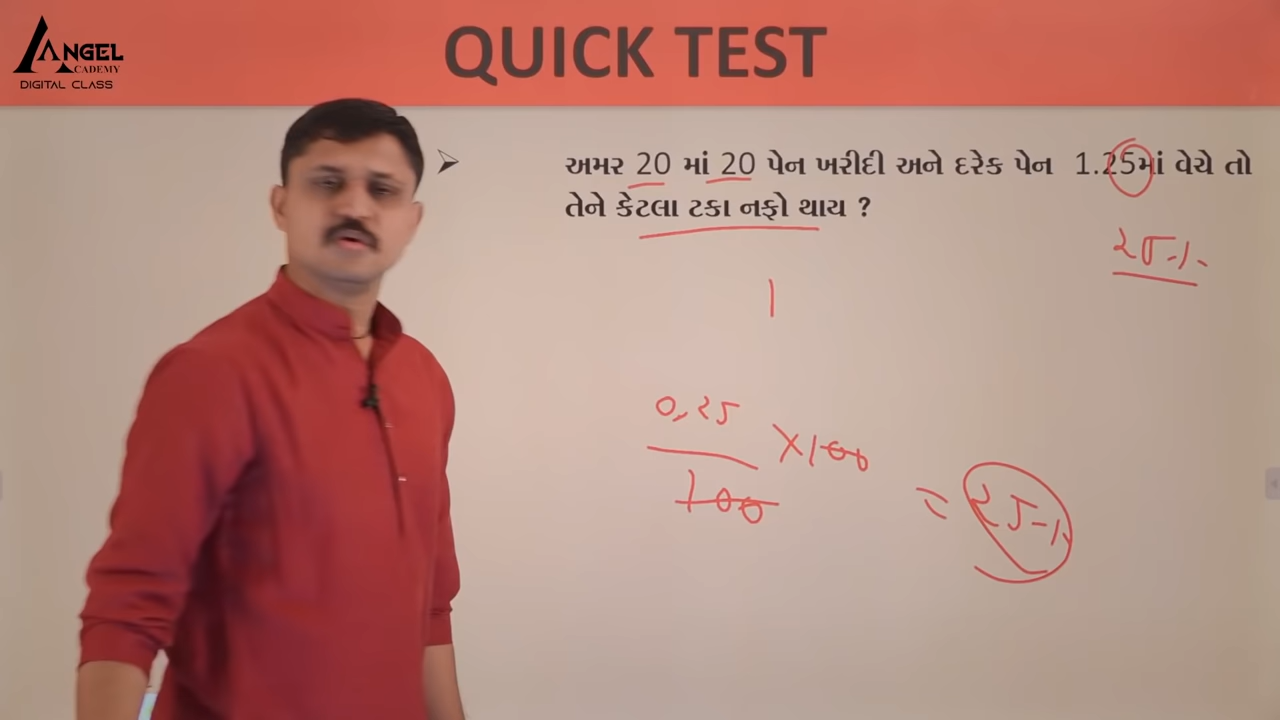 ANGEL
ACADEMY
DIGITAL CLASS
QUICK TEST
અમર 20 માં 20 પેન ખરીદી અને દરેક પેન 1.25માં વેચે તો
તેને કેટલા ટકા નફો થાય ?
૨૫%
1
0.૨૫
100
×100
= ૨૫%